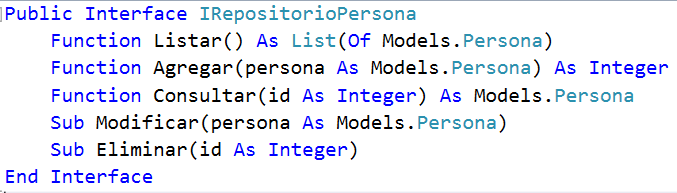 Public Interface IRepositorioPersona
    Function Listar() As List(Of Models.Persona)
    Function Agregar(persona As Models.Persona) As Integer
    Function Consultar(id As Integer) As Models.Persona
    Sub Modificar(persona As Models.Persona)
    Sub Eliminar(id As Integer)
End Interface